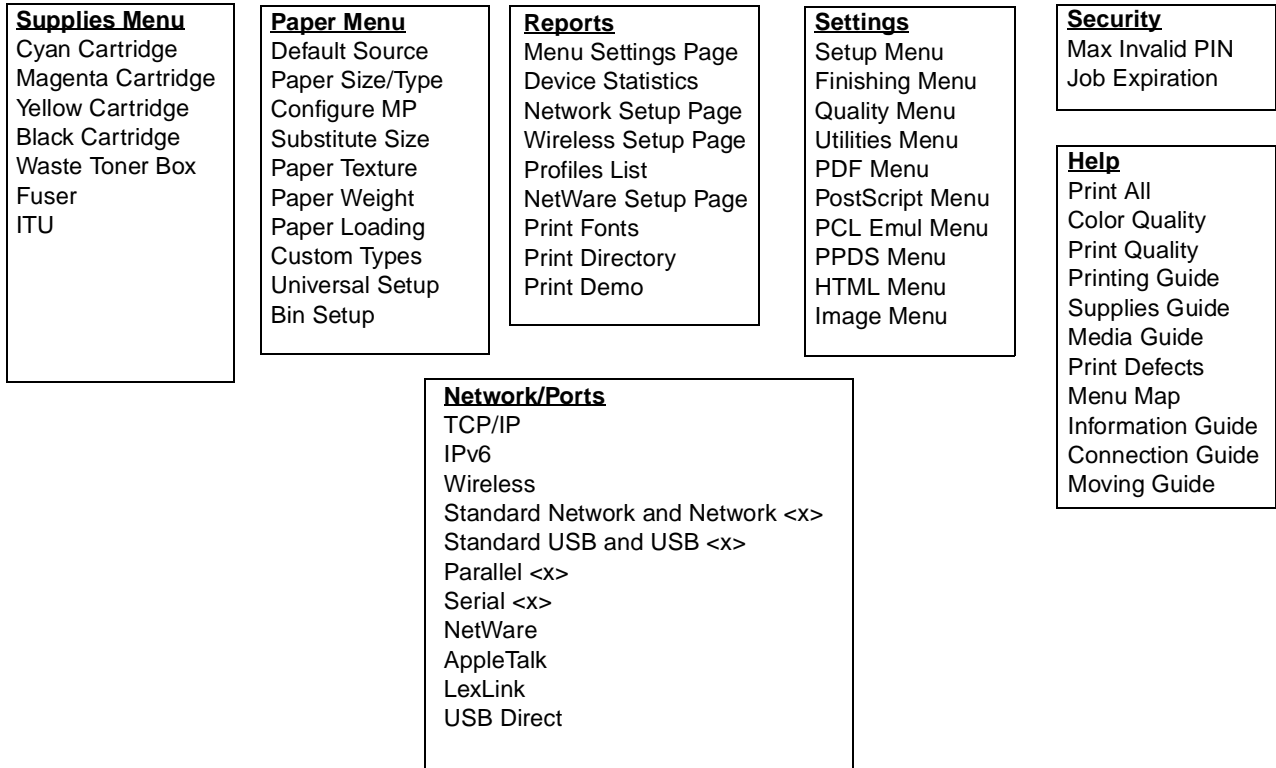 Supplies Menu
Cyan Cartridge
Magenta Cartridge
Yellow Cartridge
Black Cartridge
Waste Toner Box
Fuser
ITU
Paper Menu
Default Source
Paper Size/Type
Configure MP
Substitute Size
Paper Texture
Paper Weight
Paper Loading
Custom Types
Universal Setup
Bin Setup
Reports
Menu Settings Page
Device Statistics
Network Setup Page
Wireless Setup Page
Profiles List
NetWare Setup Page
Print Fonts
Print Directory
Print Demo
Settings
Setup Menu
Finishing Menu
Quality Menu
Utilities Menu
PDF Menu
PostScript Menu
PCL Emul Menu
PPDS Menu
HTML Menu
Image Menu
Security
Max Invalid PIN
Job Expiration
Help
Print All
Color Quality
Print Quality
Printing Guide
Supplies Guide
Media Guide
Print Defects
Menu Map
Information Guide
Connection Guide
Moving Guide
Network/Ports
TCP/IP
IPv6
Wireless
Standard Network and Network <x>
Standard USB and USB <x>
Parallel <x>
Serial <x>
NetWare
AppleTalk
LexLink
USB Direct